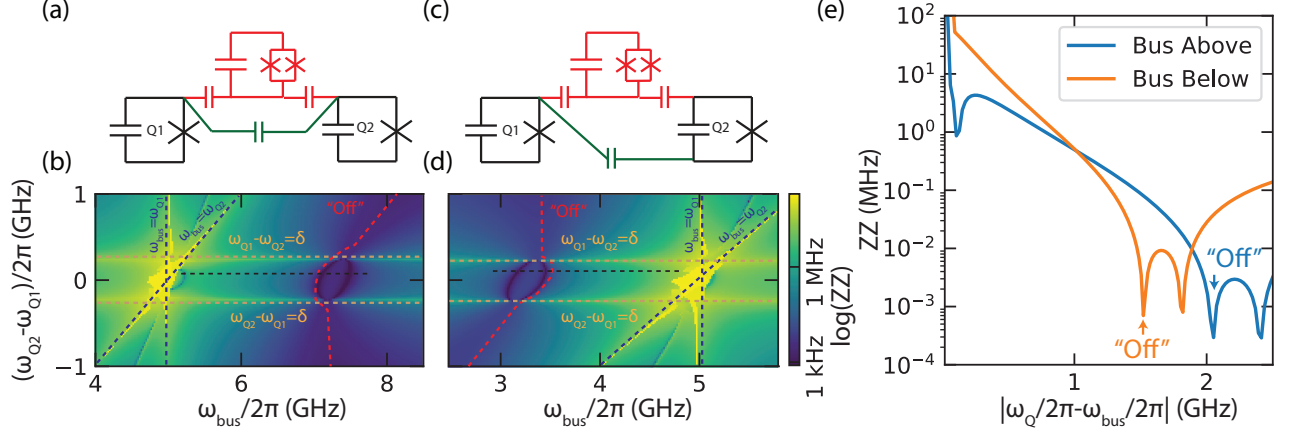 (a)
(c)
(e)
Q1
Q2
Q1
Q2
(b)
(d)
(ω_Q2-ω_Q1)/2π (GHz)
1
0
−1
ω_bus=ω_Q1
ω_bus=ω_Q2
"Off"
ω_Q1-ω_Q2=δ
ω_Q2-ω_Q1=δ
4
6
8
ω_bus/2π (GHz)
"Off"
ω_bus=ω_Q1
ω_bus=ω_Q2
ω_Q1-ω_Q2=δ
ω_Q2-ω_Q1=δ
3
4
5
ω_bus/2π (GHz)
1 kHz
1 MHz
log(ZZ)
ZZ (MHz)
10²
10¹
10⁰
10⁻¹
10⁻²
10⁻³
10⁻⁴
Bus Above
Bus Below
"Off"
"Off"
1
2
|ω_Q/2π-ω_bus/2π| (GHz)